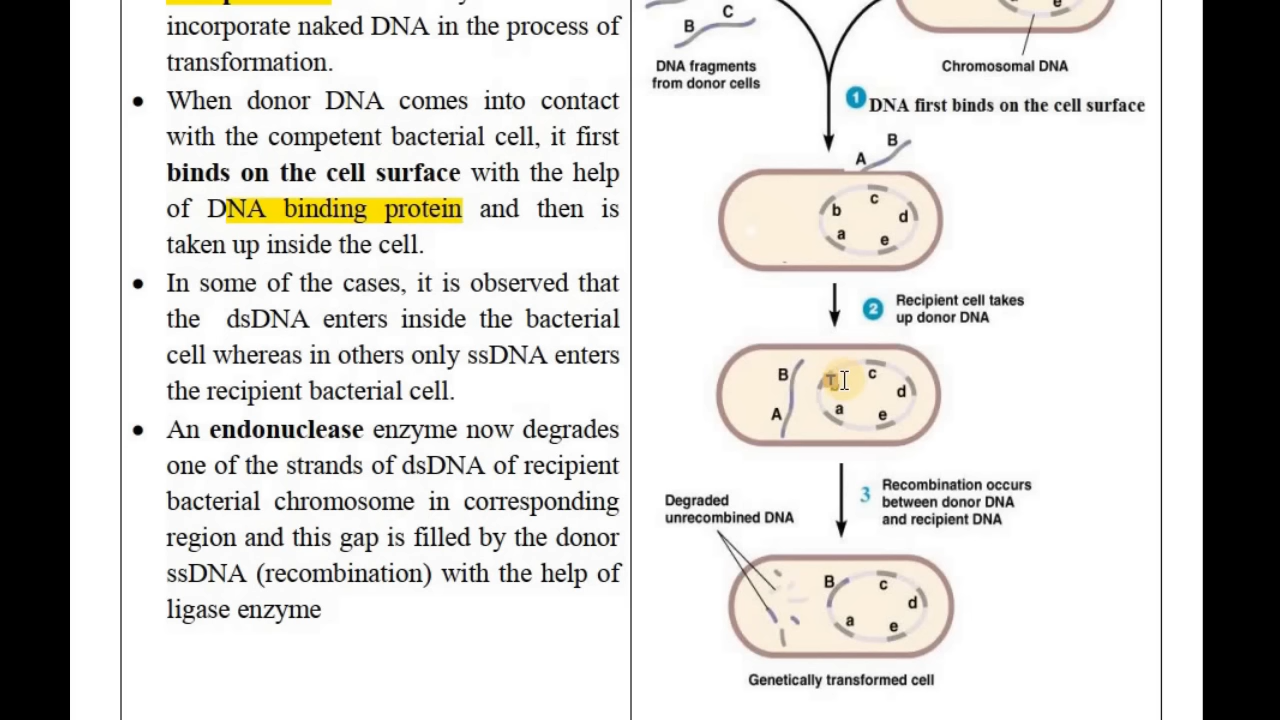 incorporate naked DNA in the process of
transformation.
• When donor DNA comes into contact
with the competent bacterial cell, it first
binds on the cell surface with the help
of DNA binding protein and then is
taken up inside the cell.
• In some of the cases, it is observed that
the dsDNA enters inside the bacterial
cell whereas in others only ssDNA enters
the recipient bacterial cell.
• An endonuclease enzyme now degrades
one of the strands of dsDNA of recipient
bacterial chromosome in corresponding
region and this gap is filled by the donor
ssDNA (recombination) with the help of
ligase enzyme
e
C
B
DNA fragments
from donor cells
Chromosomal DNA
1 DNA first binds on the cell surface
B
A
c
b
d
a
e
2 Recipient cell takes
up donor DNA
B
c
d
A
a
e
3 Recombination occurs
between donor DNA
and recipient DNA
Degraded
unrecombined DNA
B
c
d
a
e
Genetically transformed cell